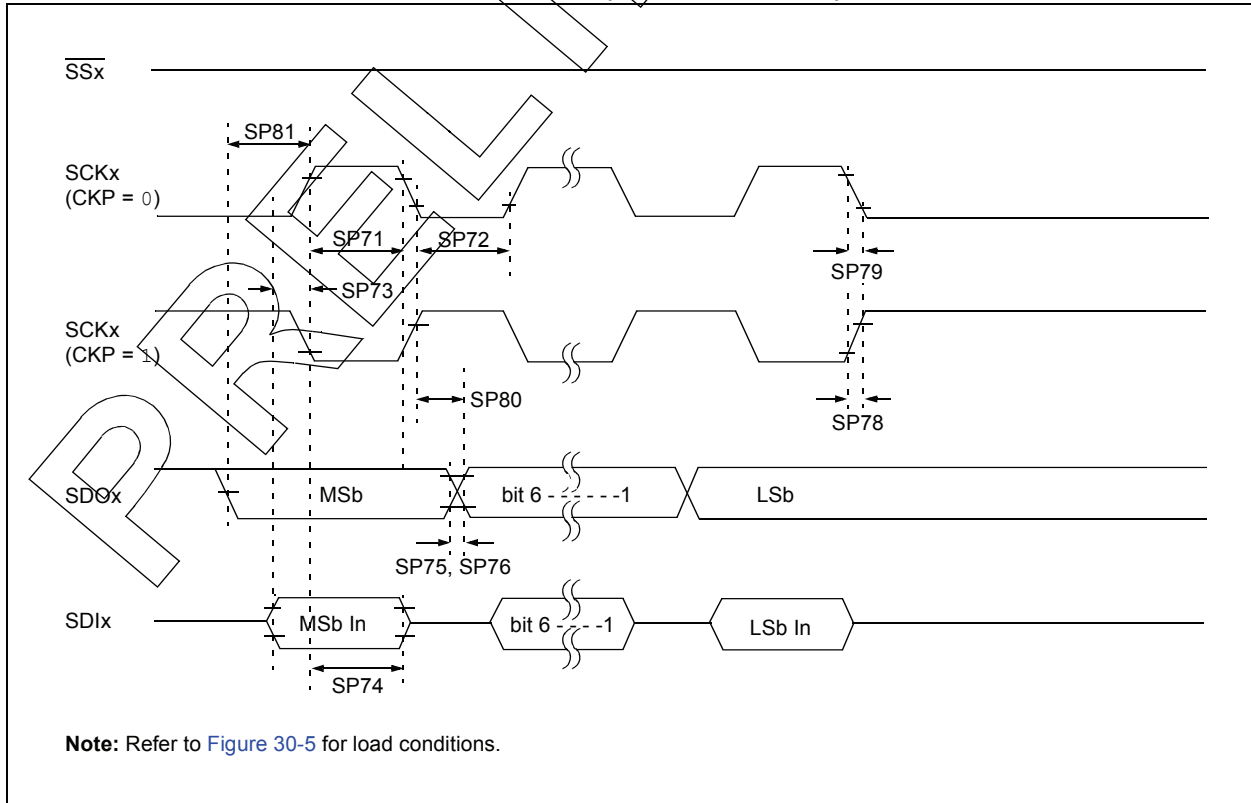 SSx
SP81
SCKx
(CKP = 0)
SP71
SP72
SP79
SP73
SCKx
(CKP = 1)
SP80
SP78
SDOx
MSb
bit 6 - - - - - -1
LSb
SP75, SP76
SDIx
MSb In
bit 6 - - - -1
LSb In
SP74
Note: Refer to Figure 30-5 for load conditions.
PREL